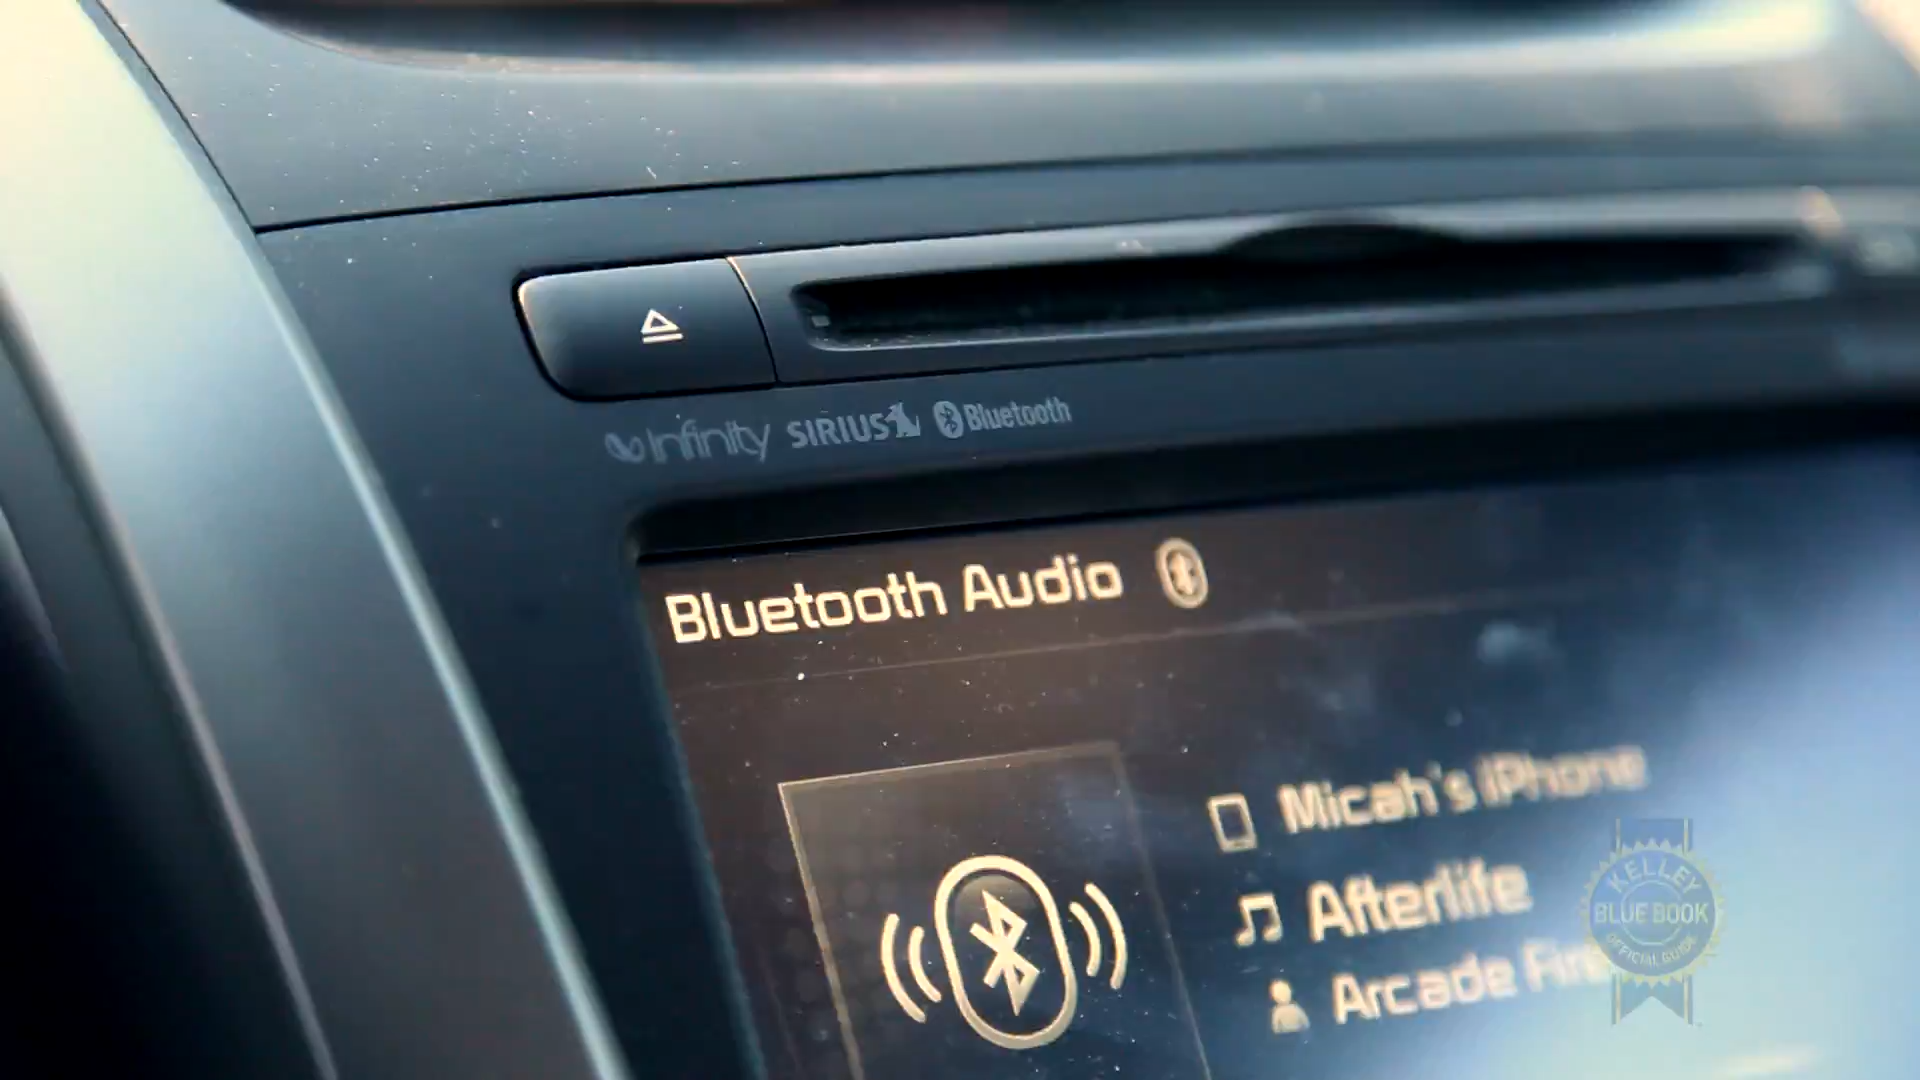 Infinity SIRIUS Bluetooth
Bluetooth Audio
Micah's iPhone
Afterlife
Arcade Fire
KELLEY
BLUE BOOK
OFFICIAL GUIDE